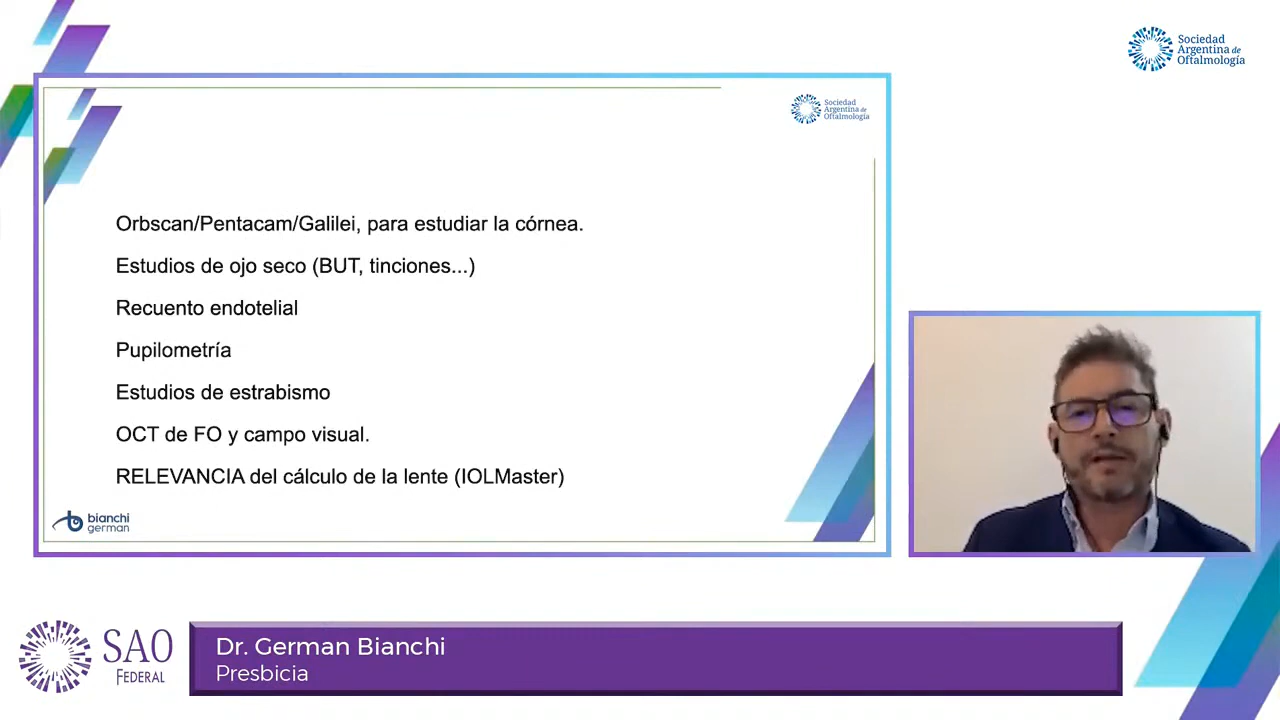 Sociedad
Argentina de
Oftalmología
Sociedad
Argentina de
Oftalmología
Orbscan/Pentacam/Galilei, para estudiar la córnea.
Estudios de ojo seco (BUT, tinciones...)
Recuento endotelial
Pupilometría
Estudios de estrabismo
OCT de FO y campo visual.
RELEVANCIA del cálculo de la lente (IOLMaster)
bianchi
german
SAO
FEDERAL
Dr. German Bianchi
Presbicia